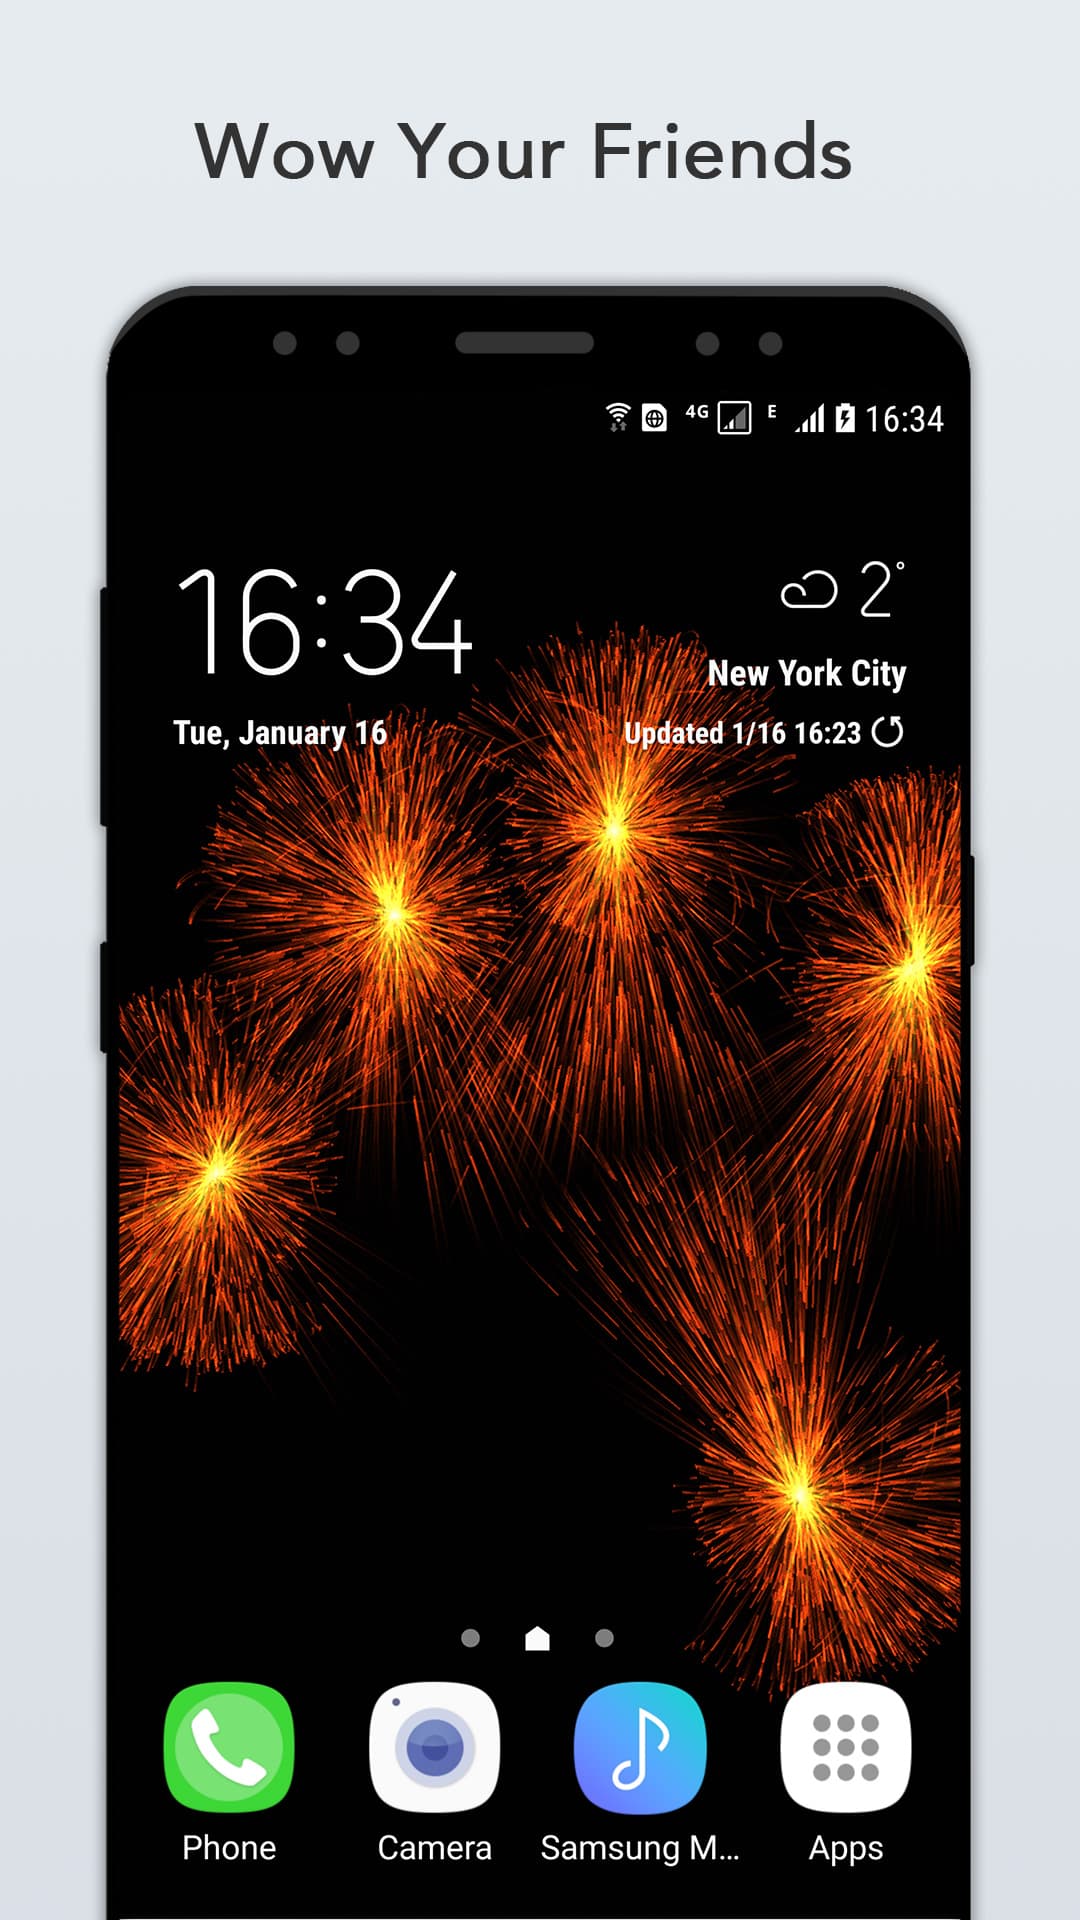 Wow Your Friends
4G E 16:34
16:34 2°
New York City
Tue, January 16 Updated 1/16 16:23
Phone Camera Samsung M... Apps